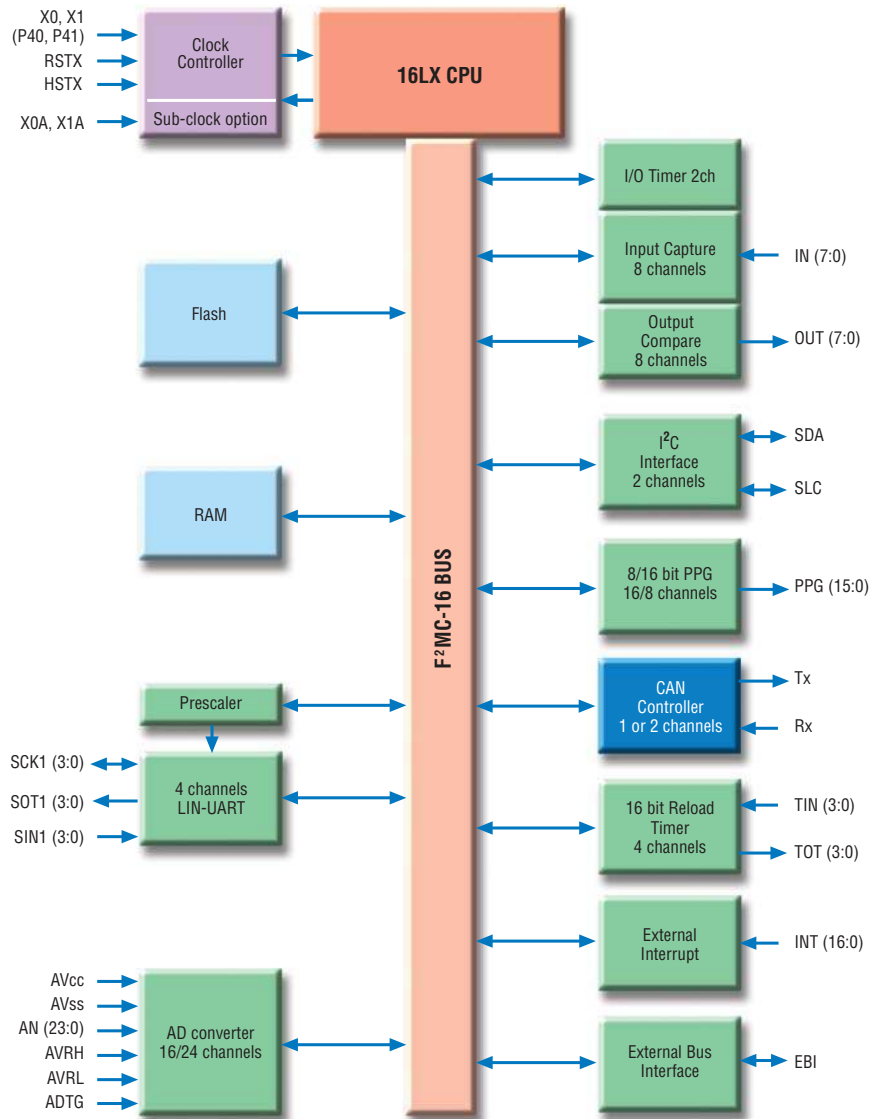 X0, X1
(P40, P41)
RSTX
HSTX
X0A, X1A
Clock
Controller
Sub-clock option
16LX CPU
F²MC-16 BUS
Flash
RAM
Prescaler
SCK1 (3:0)
SOT1 (3:0)
SIN1 (3:0)
4 channels
LIN-UART
AVcc
AVss
AN (23:0)
AVRH
AVRL
ADTG
AD converter
16/24 channels
I/O Timer 2ch
Input Capture
8 channels
IN (7:0)
Output
Compare
8 channels
OUT (7:0)
I²C
Interface
2 channels
SDA
SLC
8/16 bit PPG
16/8 channels
PPG (15:0)
CAN
Controller
1 or 2 channels
Tx
Rx
16 bit Reload
Timer
4 channels
TIN (3:0)
TOT (3:0)
External
Interrupt
INT (16:0)
External Bus
Interface
EBI